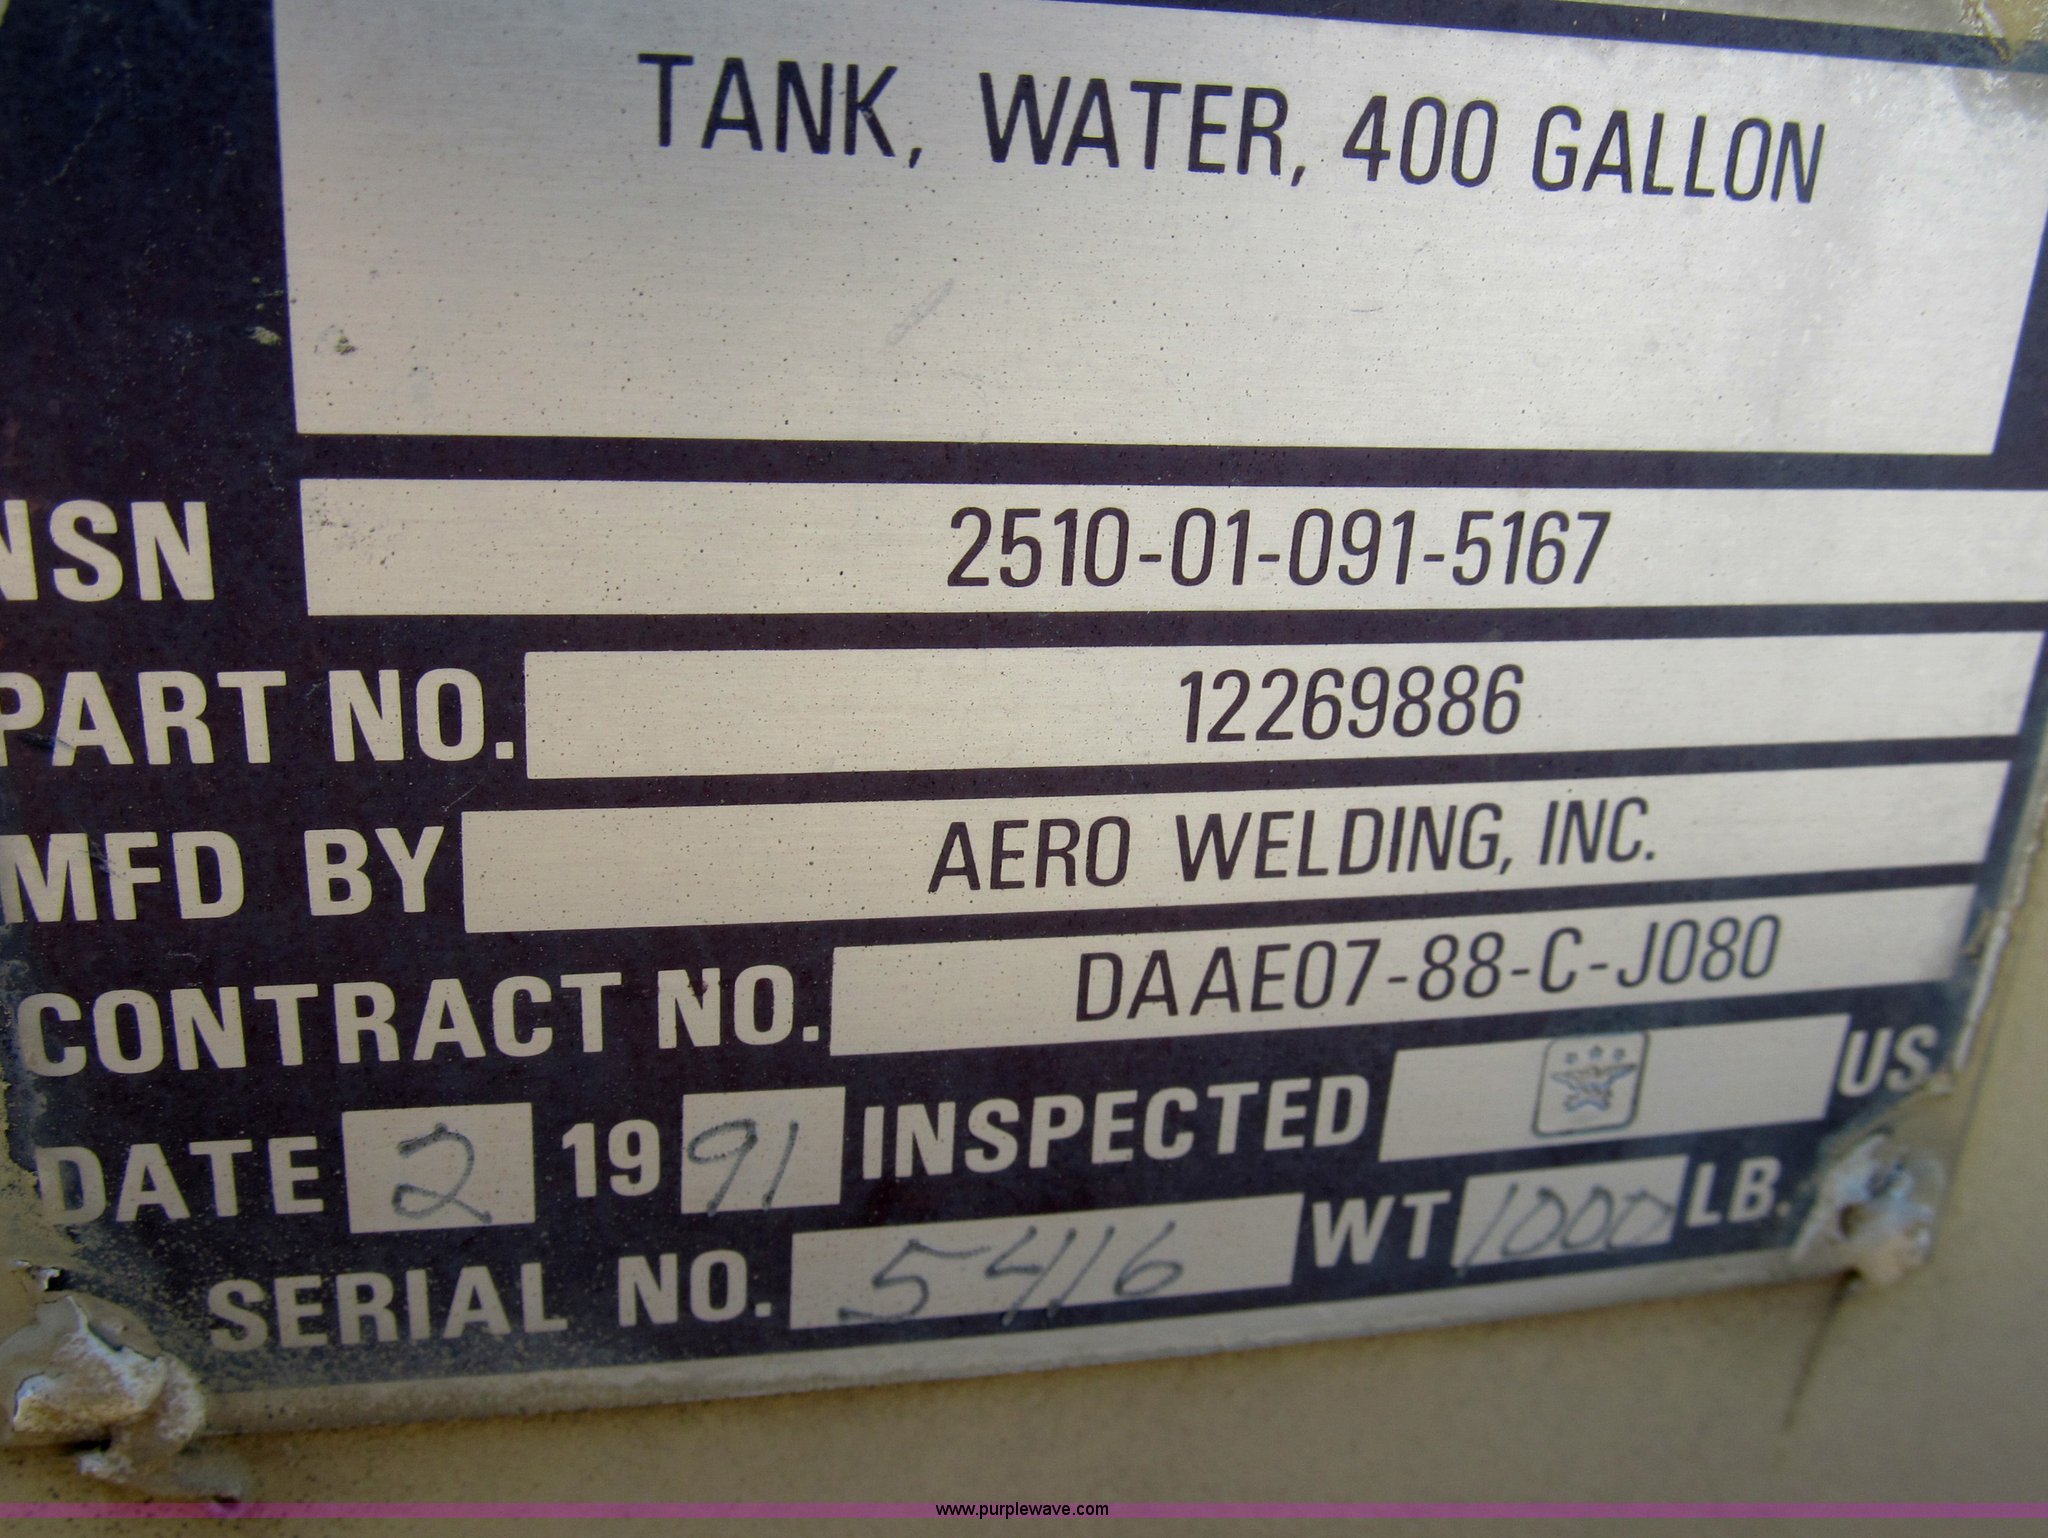 TANK, WATER, 400 GALLON
NSN 2510-01-091-5167
PART NO. 12269886
MFD BY AERO WELDING, INC.
CONTRACT NO. DAAE07-88-C-J080
DATE 2 1991 INSPECTED US
SERIAL NO. 5416 WT 1000 LB.
www.purplewave.com